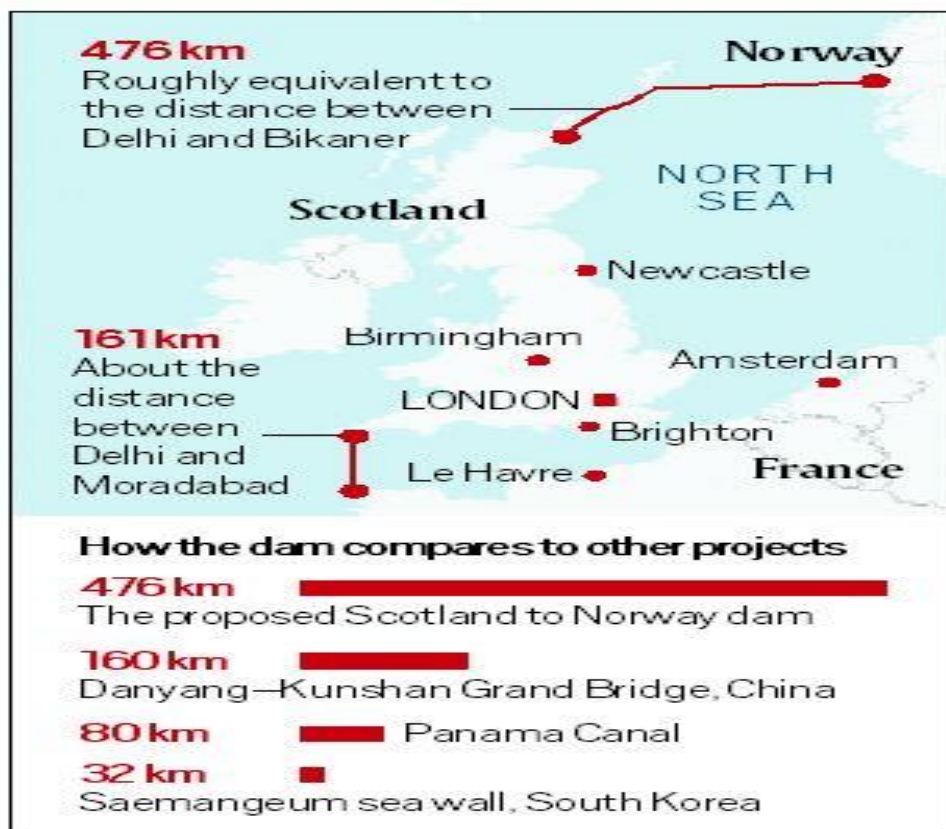 476 km
Roughly equivalent to
the distance between
Delhi and Bikaner
Norway
NORTH
SEA
Scotland
Newcastle
161 km
About the
distance
between
Delhi and
Moradabad
Birmingham
Amsterdam
LONDON
Brighton
Le Havre
France
How the dam compares to other projects
476 km
The proposed Scotland to Norway dam
160 km
Danyang—Kunshan Grand Bridge, China
80 km Panama Canal
32 km
Saemangeum sea wall, South Korea